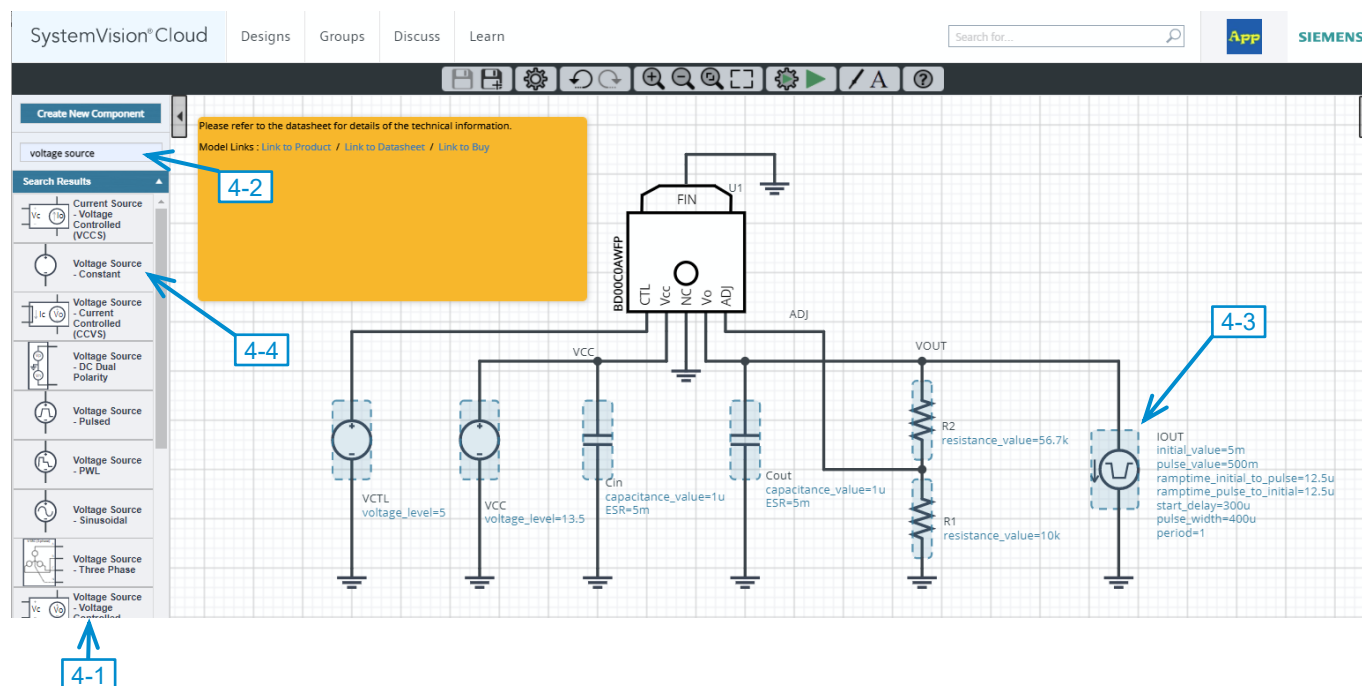 SystemVision® Cloud
Designs
Groups
Discuss
Learn
Search for...
App
SIEMENS
A
?
Create New Component
voltage source
Search Results
Current Source
- Voltage
Controlled
(VCCS)
Voltage Source
- Constant
Voltage Source
- Current
Controlled
(CCVS)
Voltage Source
- DC Dual
Polarity
Voltage Source
- Pulsed
Voltage Source
- PWL
Voltage Source
- Sinusoidal
Voltage Source
- Three Phase
Voltage Source
- Voltage
Controlled
Vc
Io
Ic
Vo
Vc
Vo
4-1
4-2
4-4
4-3
Please refer to the datasheet for details of the technical information.
Model Links : Link to Product / Link to Datasheet / Link to Buy
U1
FIN
BD00C0AWFP
CTL
Vcc
NC
Vo
ADJ
ADJ
VCC
VOUT
VCTL
voltage_level=5
VCC
voltage_level=13.5
Cin
capacitance_value=1u
ESR=5m
Cout
capacitance_value=1u
ESR=5m
R2
resistance_value=56.7k
R1
resistance_value=10k
IOUT
initial_value=5m
pulse_value=500m
ramptime_initial_to_pulse=12.5u
ramptime_pulse_to_initial=12.5u
start_delay=300u
pulse_width=400u
period=1